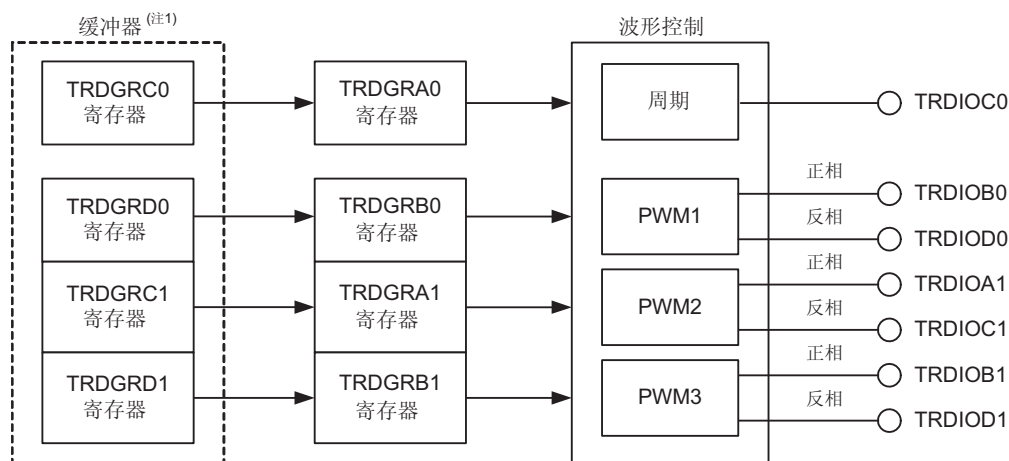 缓冲器 (注1)
波形控制
TRDGRC0
寄存器
TRDGRA0
寄存器
周期
TRDIOC0
TRDGRD0
寄存器
TRDGRB0
寄存器
PWM1
正相
TRDIOB0
反相
TRDIOD0
TRDGRC1
寄存器
TRDGRA1
寄存器
PWM2
正相
TRDIOA1
反相
TRDIOC1
TRDGRD1
寄存器
TRDGRB1
寄存器
PWM3
正相
TRDIOB1
反相
TRDIOD1